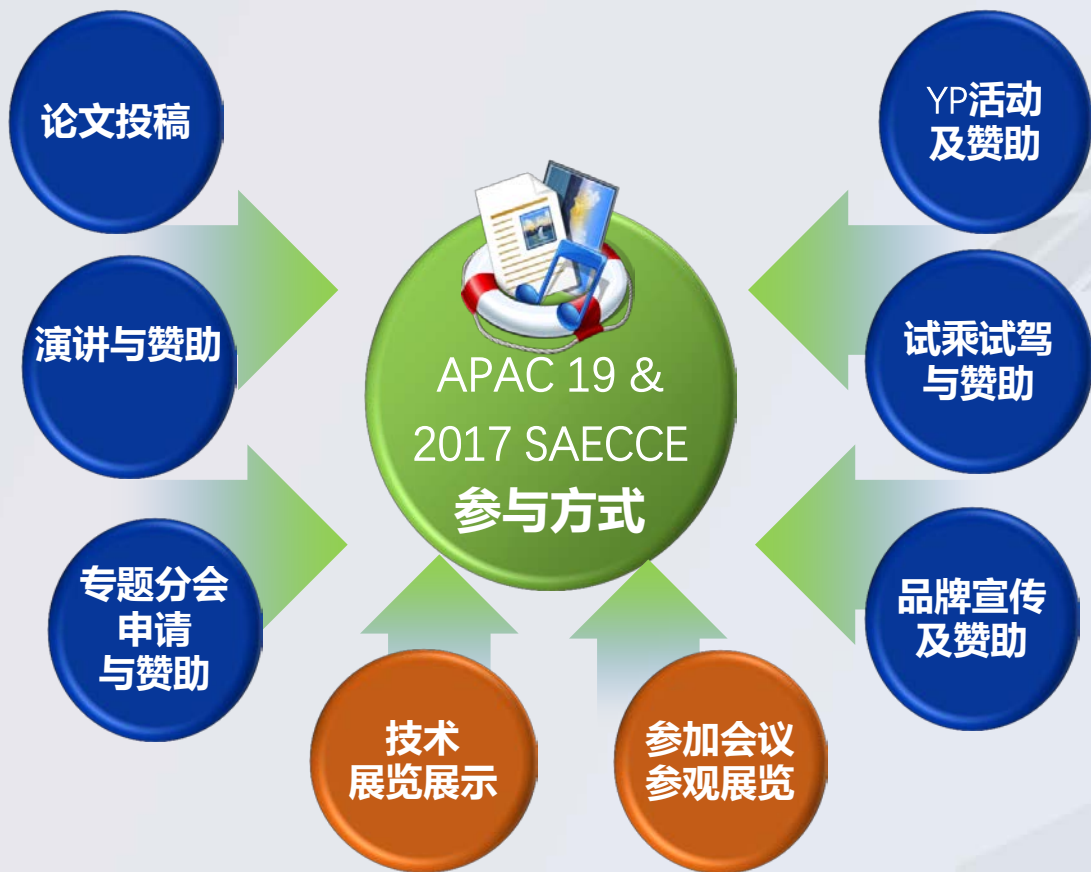 论文投稿
演讲与赞助
专题分会
申请
与赞助
APAC 19 &
2017 SAECCE
参与方式
YP活动
及赞助
试乘试驾
与赞助
品牌宣传
及赞助
技术
展览展示
参加会议
参观展览